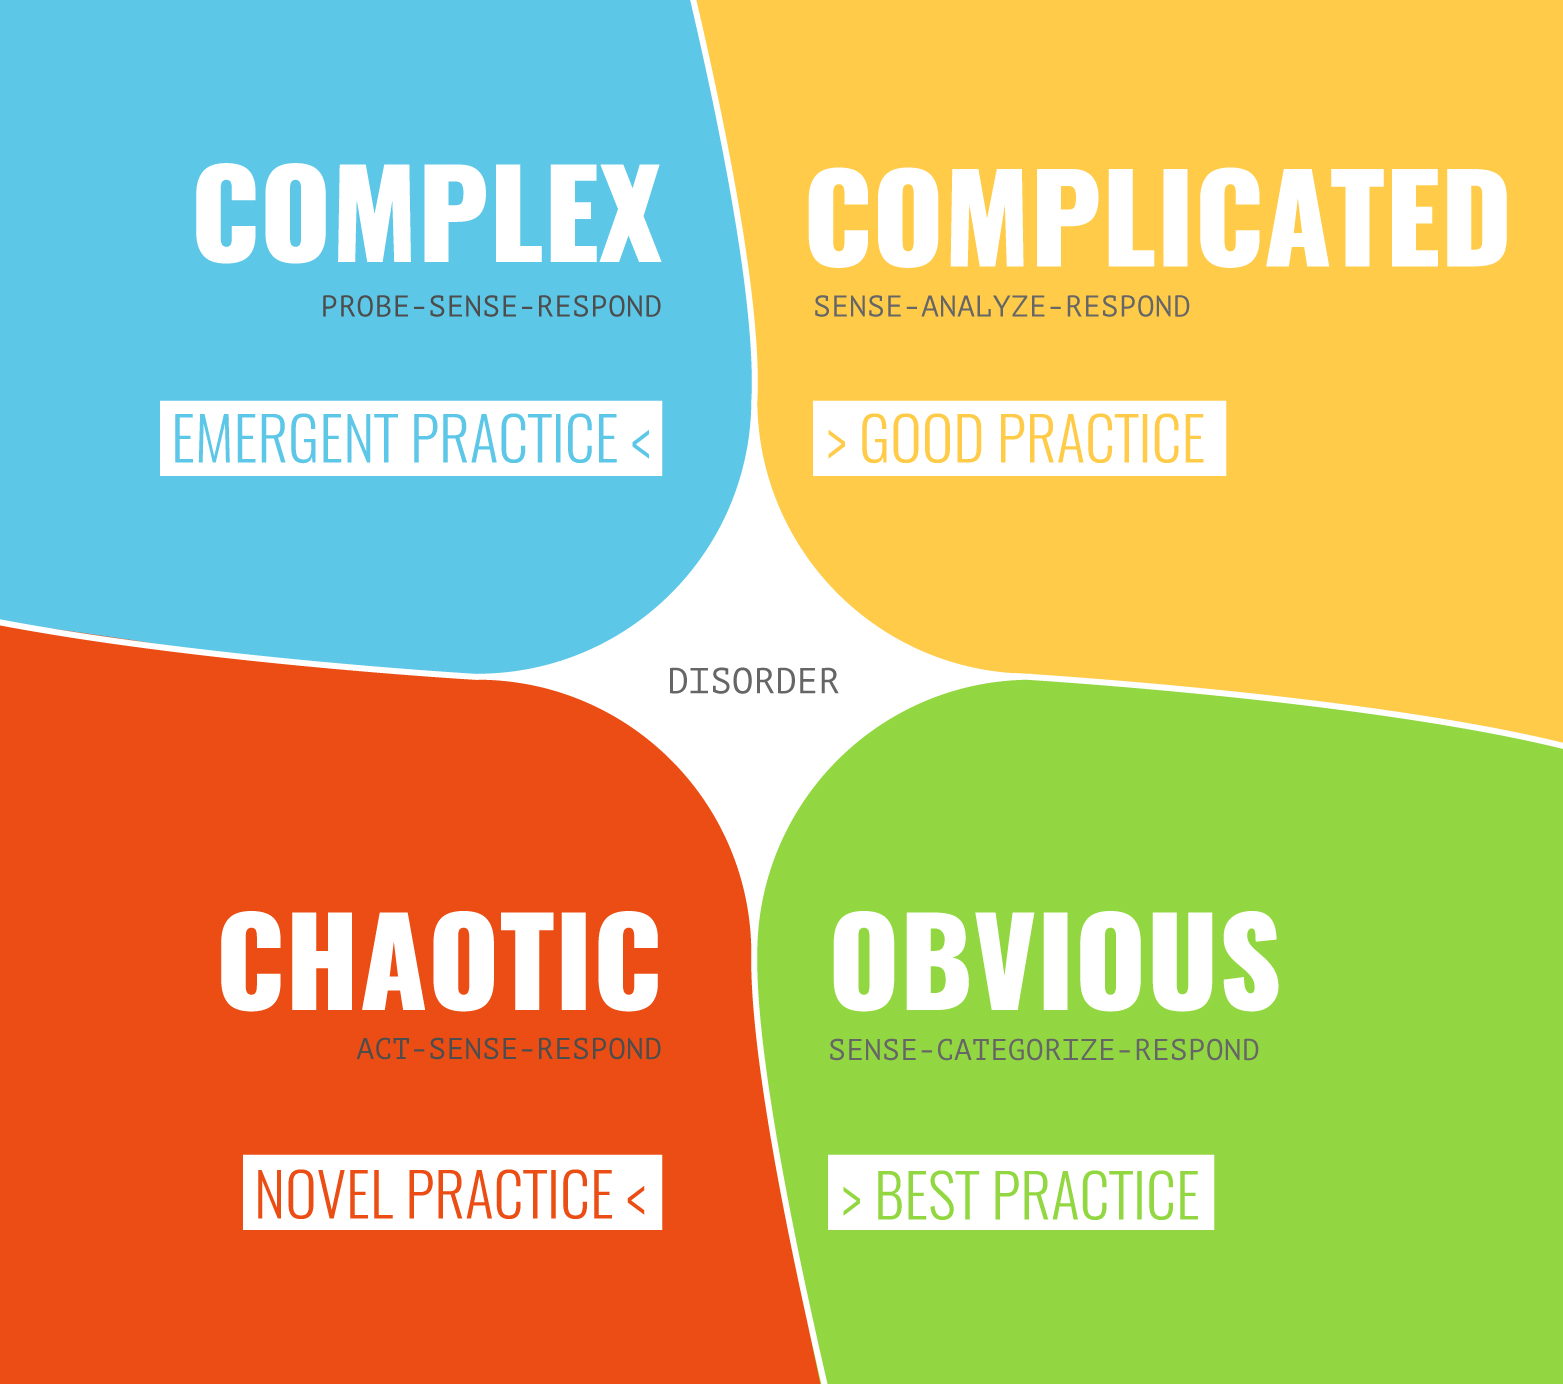 COMPLEX
PROBE-SENSE-RESPOND
EMERGENT PRACTICE <
COMPLICATED
SENSE-ANALYZE-RESPOND
> GOOD PRACTICE
DISORDER
CHAOTIC
ACT-SENSE-RESPOND
NOVEL PRACTICE <
OBVIOUS
SENSE-CATEGORIZE-RESPOND
> BEST PRACTICE